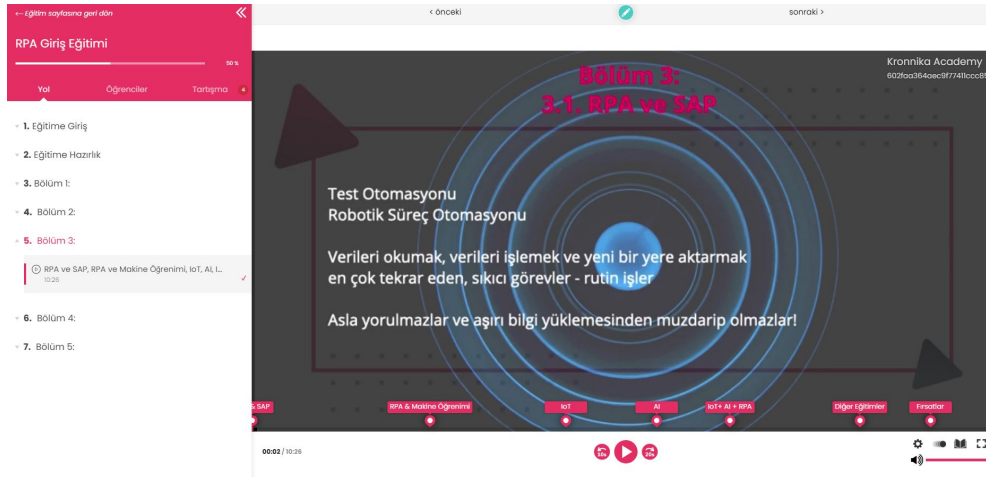 ← Eğitim sayfasına geri dön
RPA Giriş Eğitimi
50 %
Yol
Öğrenciler
Tartışma
4
1. Eğitime Giriş
2. Eğitime Hazırlık
3. Bölüm 1:
4. Bölüm 2:
5. Bölüm 3:
RPA ve SAP, RPA ve Makine Öğrenimi, IoT, AI, I...
10:26
6. Bölüm 4:
7. Bölüm 5:
< önceki
sonraki >
Kronnika Academy
Bölüm 3:
3.1. RPA ve SAP
Test Otomasyonu
Robotik Süreç Otomasyonu
Verileri okumak, verileri işlemek ve yeni bir yere aktarmak
en çok tekrar eden, sıkıcı görevler - rutin işler
Asla yorulmazlar ve aşırı bilgi yüklemesinden muzdarip olmazlar!
& SAP
RPA & Makine Öğrenimi
IoT
AI
IoT+ AI + RPA
Diğer Eğitimler
Fırsatlar
00:02 / 10:26
10s
20s